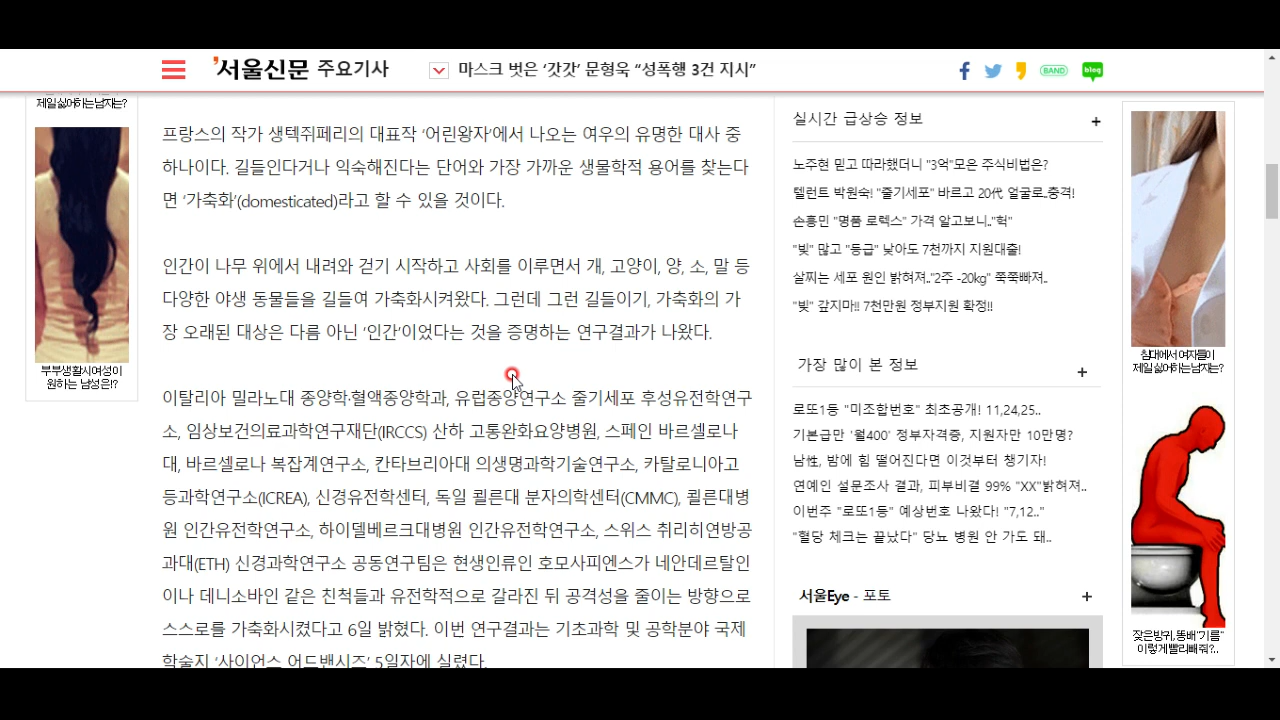 서울신문 주요기사
마스크 벗은 ‘갓갓’ 문형욱 “성폭행 3건 지시”
BAND
blog
제일싫어하는남자는?
부부생활시여성이
원하는 남성은!?
프랑스의 작가 생텍쥐페리의 대표작 ‘어린왕자’에서 나오는 여우의 유명한 대사 중
하나이다. 길들인다거나 익숙해진다는 단어와 가장 가까운 생물학적 용어를 찾는다
면 ‘가축화’(domesticated)라고 할 수 있을 것이다.
인간이 나무 위에서 내려와 걷기 시작하고 사회를 이루면서 개, 고양이, 양, 소, 말 등
다양한 야생 동물들을 길들여 가축화시켜왔다. 그런데 그런 길들이기, 가축화의 가
장 오래된 대상은 다름 아닌 ‘인간’이었다는 것을 증명하는 연구결과가 나왔다.
이탈리아 밀라노대 종양학·혈액종양학과, 유럽종양연구소 줄기세포 후성유전학연구
소, 임상보건의료과학연구재단(IRCCS) 산하 고통완화요양병원, 스페인 바르셀로나
대, 바르셀로나 복잡계연구소, 칸타브리아대 의생명과학기술연구소, 카탈로니아고
등과학연구소(ICREA), 신경유전학센터, 독일 쾰른대 분자의학센터(CMMC), 쾰른대병
원 인간유전학연구소, 하이델베르크대병원 인간유전학연구소, 스위스 취리히연방공
과대(ETH) 신경과학연구소 공동연구팀은 현생인류인 호모사피엔스가 네안데르탈인
이나 데니소바인 같은 친척들과 유전학적으로 갈라진 뒤 공격성을 줄이는 방향으로
스스로를 가축화시켰다고 6일 밝혔다. 이번 연구결과는 기초과학 및 공학분야 국제
학술지 ‘사이언스 어드밴시즈’ 5일자에 실렸다.
실시간 급상승 정보
+
노주현 믿고 따라했더니 "3억"모은 주식비법은?
텔런트 박원숙! "줄기세포" 바르고 20代 얼굴로..충격!
손흥민 "명품 로렉스" 가격 알고보니.."헉"
"빚" 많고 "등급" 낮아도 7천까지 지원대출!
살찌는 세포 원인 밝혀져.."2주 -20kg" 쭉쭉빠져..
"빚" 갚지마!! 7천만원 정부지원 확정!!
가장 많이 본 정보
+
로또1등 "미조합번호" 최초공개! 11,24,25..
기본급만 '월400' 정부자격증, 지원자만 10만명?
남性, 밤에 힘 떨어진다면 이것부터 챙기자!
연예인 설문조사 결과, 피부비결 99% "XX"밝혀져..
이번주 "로또1등" 예상번호 나왔다! "7,12.."
"혈당 체크는 끝났다" 당뇨 병원 안 가도 돼..
서울Eye - 포토
+
침대에서 여자들이
제일싫어하는남자는?
잦은방귀,똥배"기름"
이렇게빨리빼줘?..